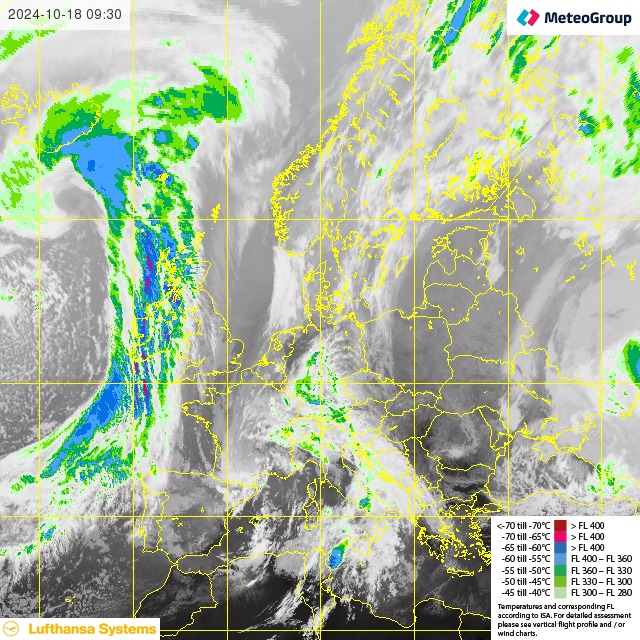 2024-10-18 09:30
MeteoGroup
<-70 till -70°C > FL 400
-70 till -65°C > FL 400
-65 till -60°C > FL 400
-60 till -55°C FL 400 – FL 360
-55 till -50°C FL 360 – FL 330
-50 till -45°C FL 330 – FL 300
-45 till -40°C FL 300 – FL 280
Temperatures and corresponding FL
according to ISA. For detailed assessment
please see vertical flight profile and / or
wind charts.
Lufthansa Systems